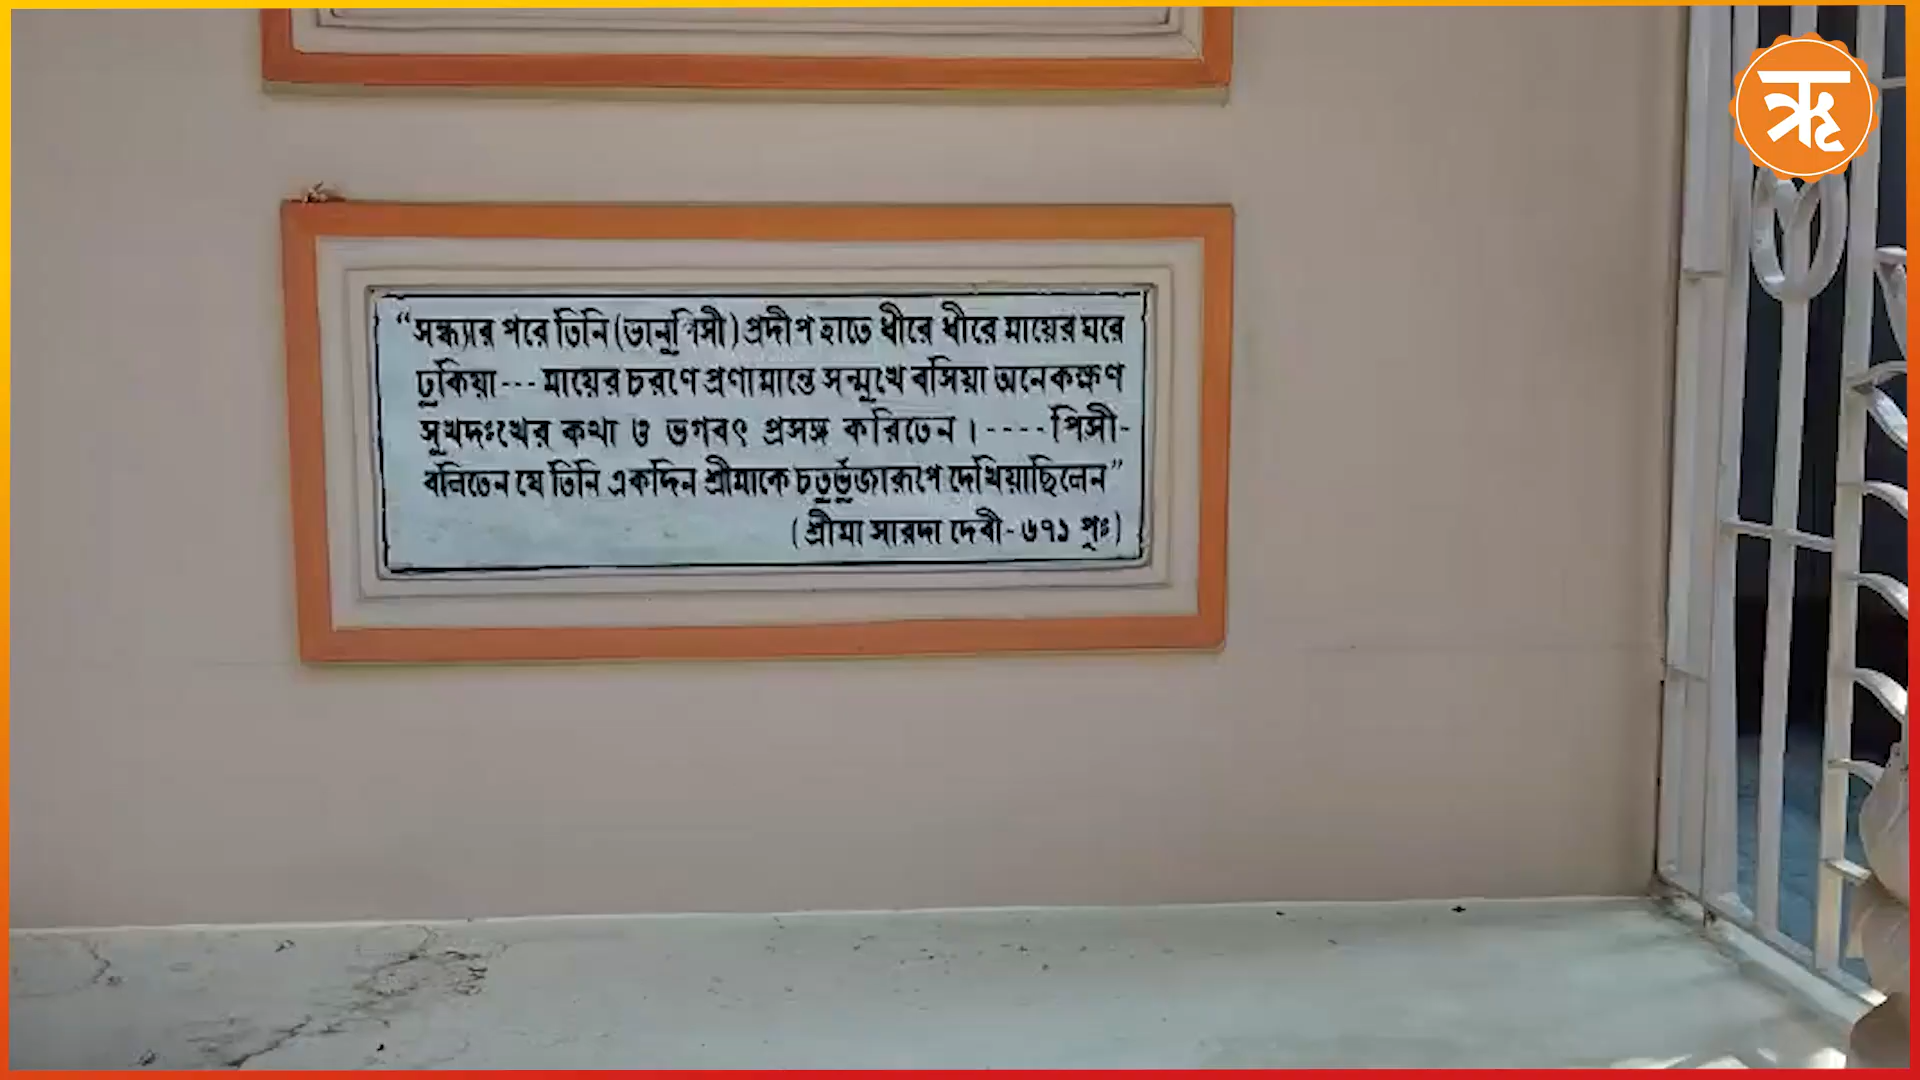 ঋ
“সন্ধ্যার পরে তিনি (ভানুপিসী) প্রদীপ হাতে ধীরে ধীরে মায়ের ঘরে
ঢুকিয়া --- মায়ের চরণে প্রণামান্তে সন্মুখে বসিয়া অনেকক্ষণ
সুখদঃখের কথা ও ভগবৎ প্রসঙ্গ করিতেন। ---- পিসী-
বলিতেন যে তিনি একদিন শ্রীমাকে চতুর্ভুজারূপে দেখিয়াছিলেন”
(শ্রীমা সারদা দেবী - ৬৭১ পৃঃ)